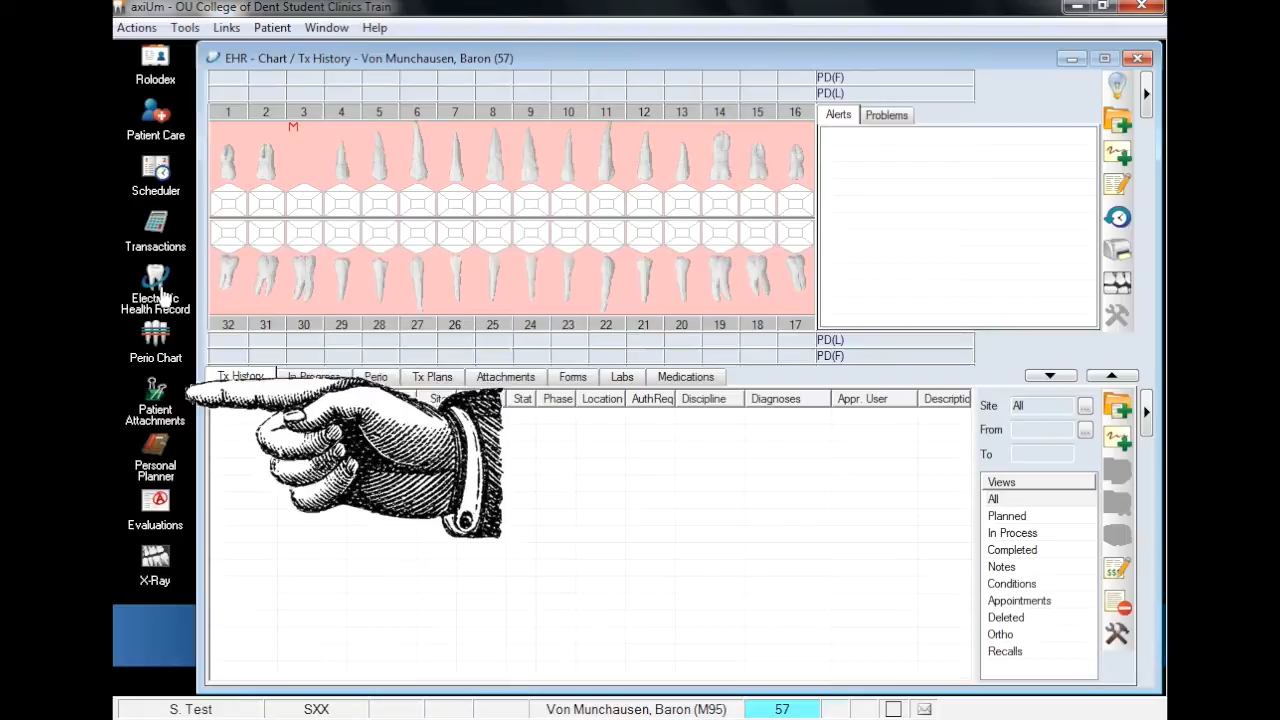 axiUm - OU College of Dent Student Clinics Train
Actions Tools Links Patient Window Help
Rolodex
Patient Care
Scheduler
Transactions
Electronic
Health Record
Perio Chart
Patient
Attachments
Personal
Planner
Evaluations
X-Ray
EHR - Chart / Tx History - Von Munchausen, Baron (57)
PD(F)
PD(L)
1 2 3 4 5 6 7 8 9 10 11 12 13 14 15 16
M
32 31 30 29 28 27 26 25 24 23 22 21 20 19 18 17
PD(L)
PD(F)
Alerts Problems
Tx History In Progress Perio Tx Plans Attachments Forms Labs Medications
Stat Phase Location AuthReq Discipline Diagnoses Appr. User Descriptic
Site All
From
To
Views
All
Planned
In Process
Completed
Notes
Conditions
Appointments
Deleted
Ortho
Recalls
S. Test SXX Von Munchausen, Baron (M95) 57